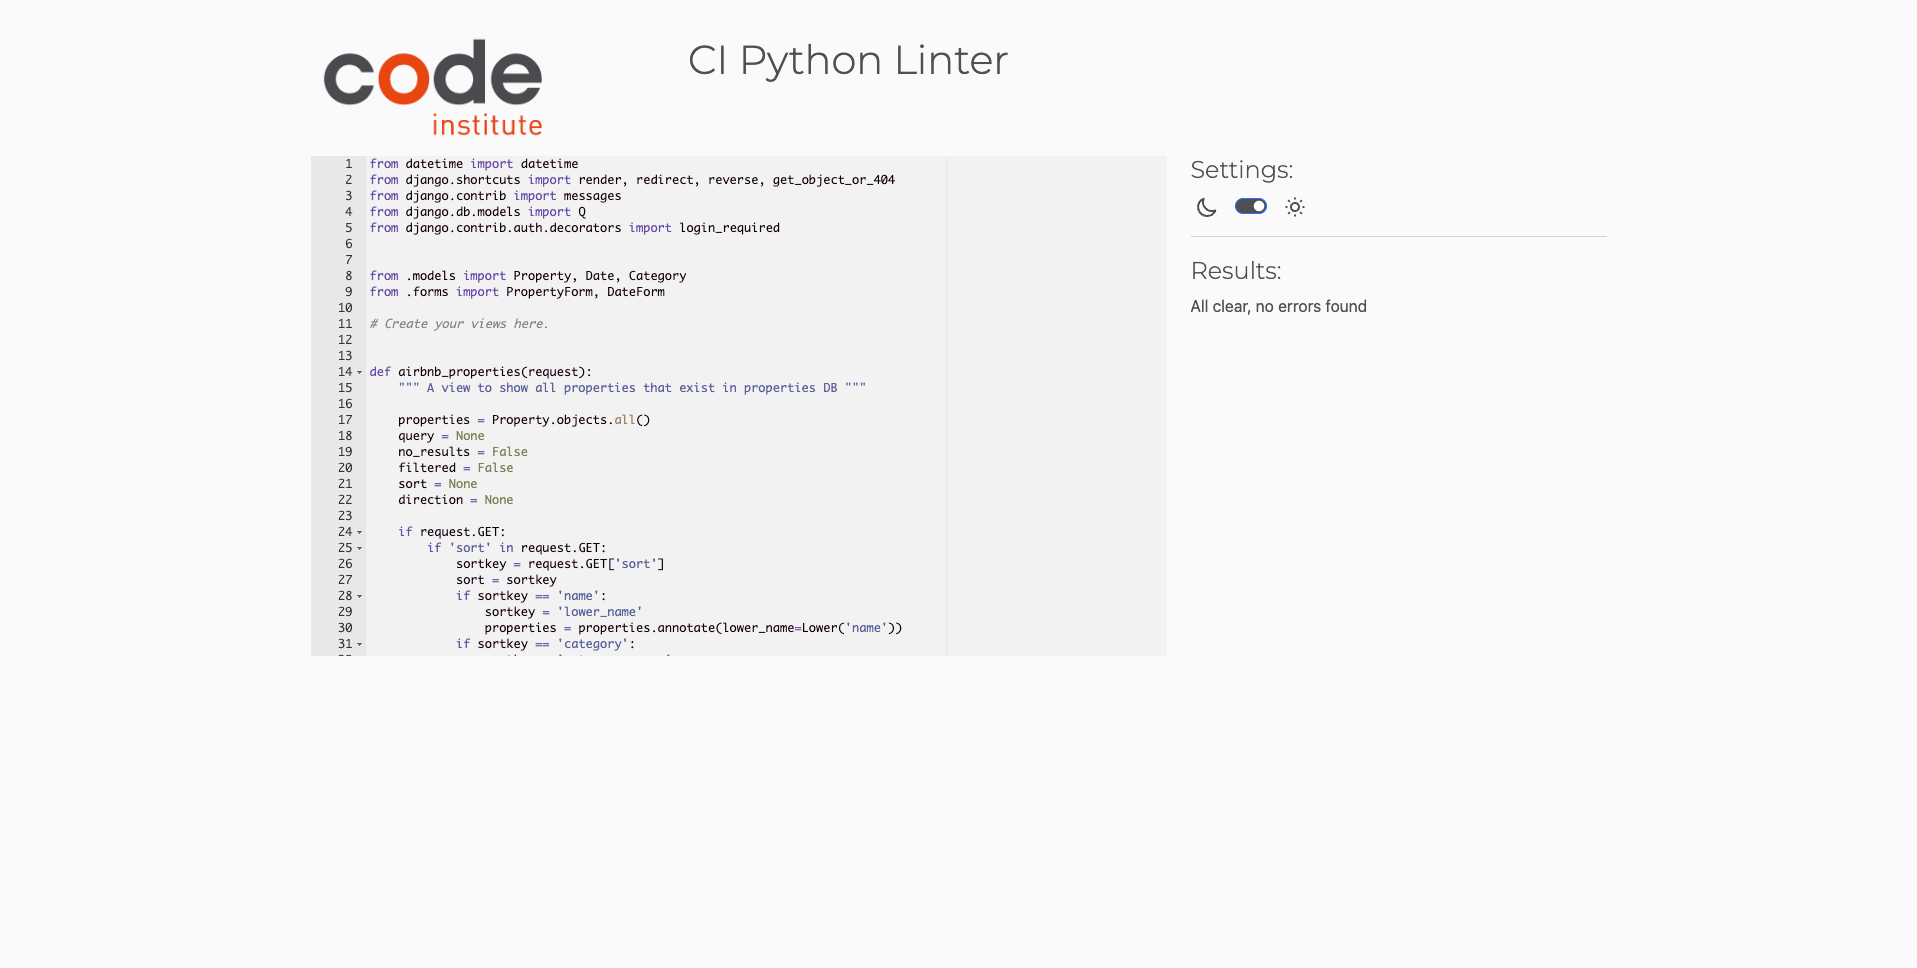 code
institute
CI Python Linter
1 from datetime import datetime
2 from django.shortcuts import render, redirect, reverse, get_object_or_404
3 from django.contrib import messages
4 from django.db.models import Q
5 from django.contrib.auth.decorators import login_required
6
7
8 from .models import Property, Date, Category
9 from .forms import PropertyForm, DateForm
10
11 # Create your views here.
12
13
14 def airbnb_properties(request):
15     """ A view to show all properties that exist in properties DB """
16
17     properties = Property.objects.all()
18     query = None
19     no_results = False
20     filtered = False
21     sort = None
22     direction = None
23
24     if request.GET:
25         if 'sort' in request.GET:
26             sortkey = request.GET['sort']
27             sort = sortkey
28             if sortkey == 'name':
29                 sortkey = 'lower_name'
30                 properties = properties.annotate(lower_name=Lower('name'))
31             if sortkey == 'category':
Settings:
Results:
All clear, no errors found